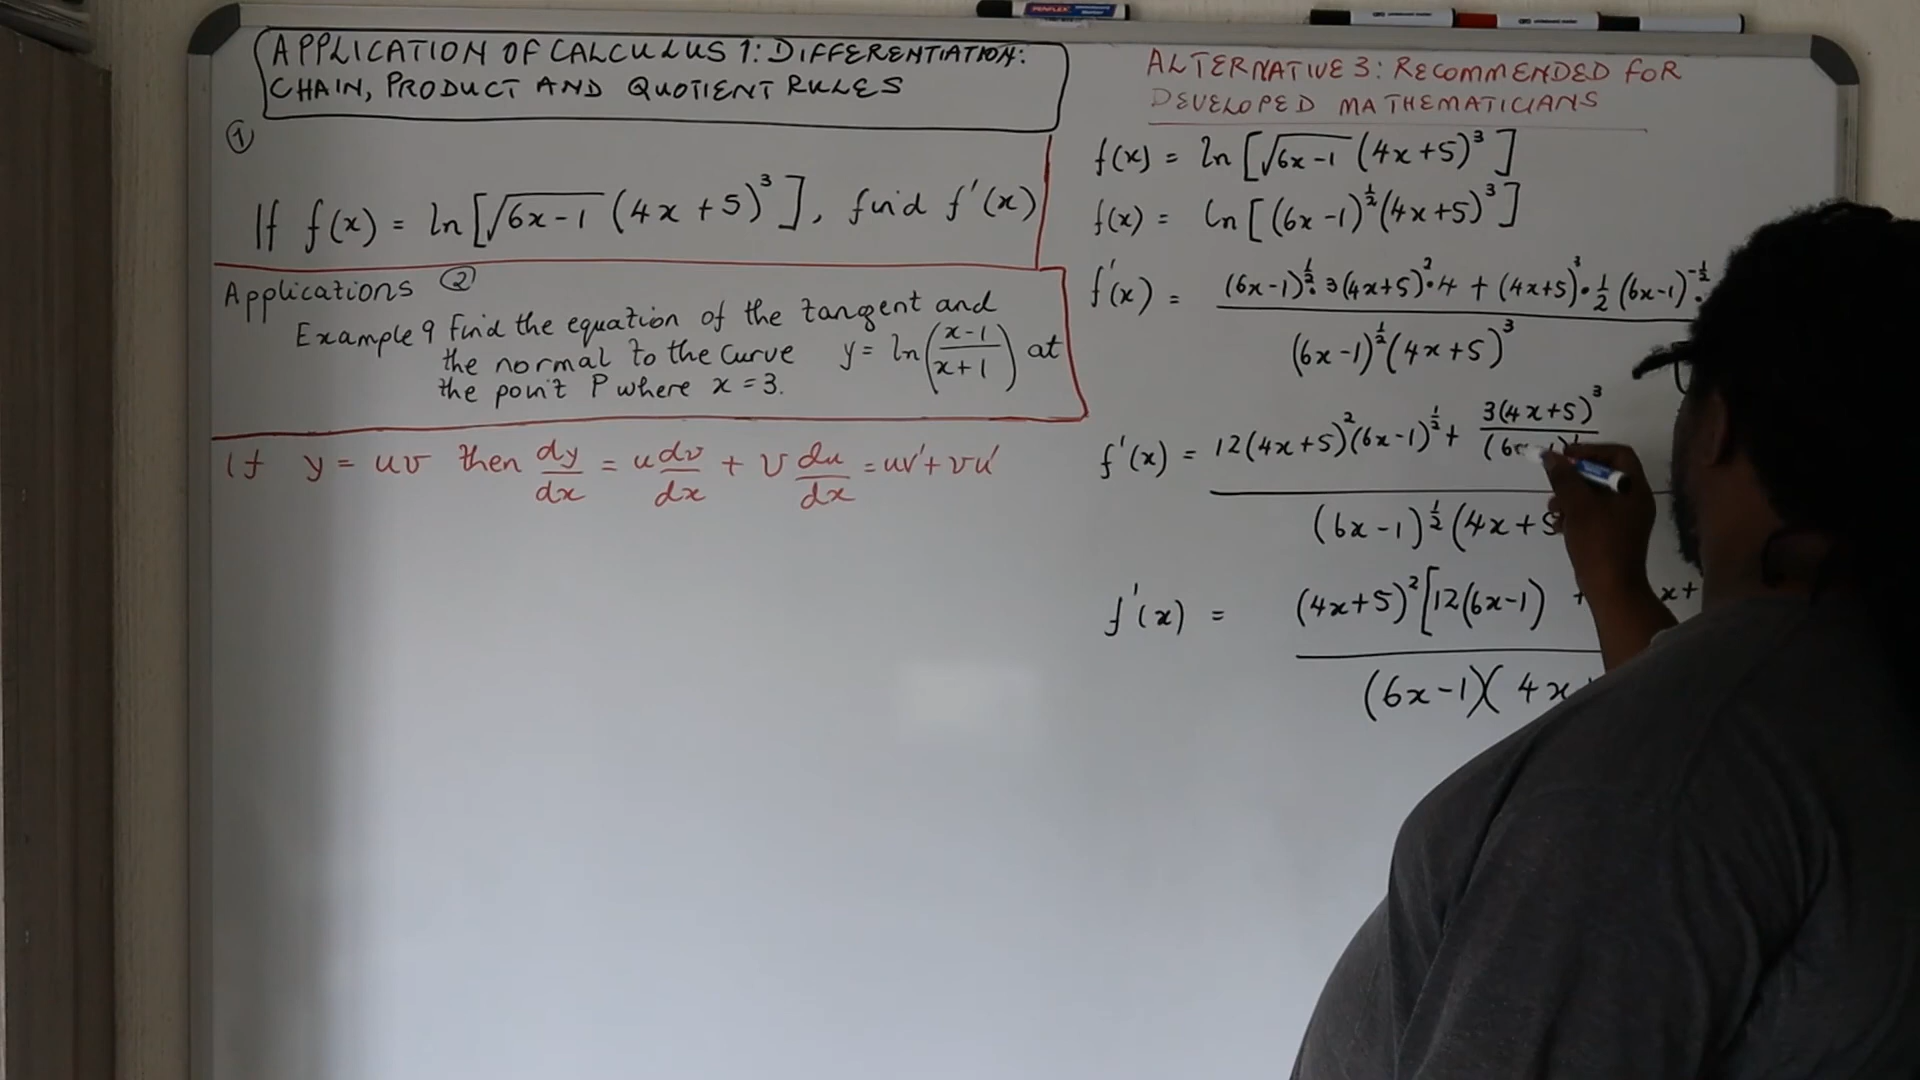 APPLICATION OF CALCULUS 1: DIFFERENTIATION:
CHAIN, PRODUCT AND QUOTIENT RULES
①
If f(x) = ln[√(6x-1) (4x+5)³], find f'(x)
Applications ②
Example 9 Find the equation of the tangent and
the normal to the curve y = ln((x-1)/(x+1)) at
the point P where x = 3.
If y = uv then dy/dx = u dv/dx + v du/dx = uv' + vu'
ALTERNATIVE 3: RECOMMENDED FOR
DEVELOPED MATHEMATICIANS
f(x) = ln[√(6x-1) (4x+5)³]
f(x) = ln[(6x-1)^½ (4x+5)³]
f'(x) = (6x-1)^½ · 3(4x+5)² · 4 + (4x+5)³ · ½ (6x-1)^-½ ·
(6x-1)^½ (4x+5)³
f'(x) = 12(4x+5)² (6x-1)^½ + 3(4x+5)³
(6x-1)^½ (4x+5
f'(x) = (4x+5)² [12(6x-1) + x+
(6x-1)(4x